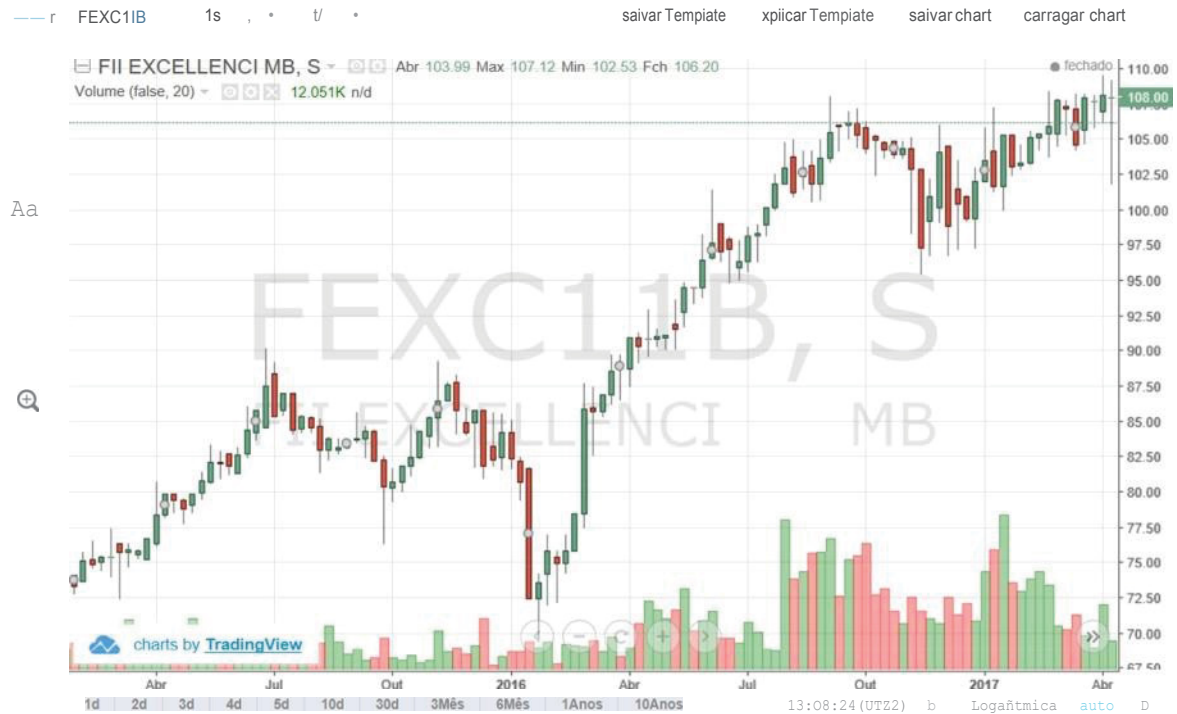 —— r FEXC1IB 1s , • t/ • saivar Tempiate xpiicar Tempiate saivar chart carragar chart
FII EXCELLENCI MB, S Abr 103.99 Max 107.12 Min 102.53 Fch 106.20
fechado
Volume (false, 20) 12.051K n/d
110.00
108.00
105.00
102.50
Aa
100.00
97.50
95.00
92.50
90.00
87.50
85.00
82.50
80.00
77.50
75.00
72.50
70.00
67.50
FEXC11B, S
FII EXCELLENCI MB
charts by TradingView
Abr Jul Out 2016 Abr Jul Out 2017 Abr
1d 2d 3d 4d 5d 10d 30d 3Mês 6Mês 1Anos 10Anos
13:O8:24(UTZ2) b Logañtmica auto D